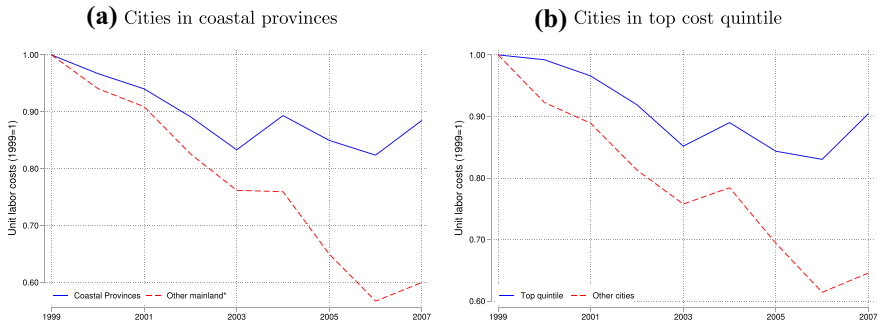 (a) Cities in coastal provinces
Unit labor costs (1999=1)
1.00
0.90
0.80
0.70
0.60
Coastal Provinces Other mainland*
1999 2001 2003 2005 2007
(b) Cities in top cost quintile
Unit labor costs (1999=1)
1.00
0.90
0.80
0.70
0.60
Top quintile Other cities
1999 2001 2003 2005 2007